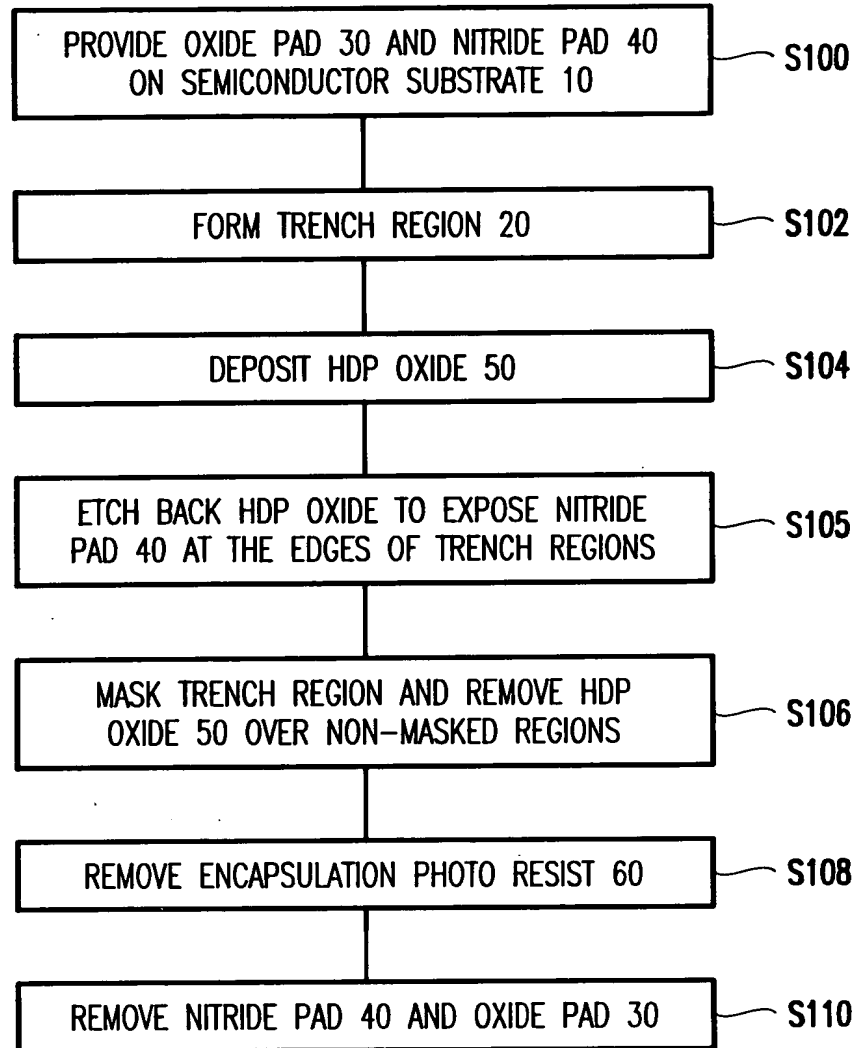 PROVIDE OXIDE PAD 30 AND NITRIDE PAD 40
ON SEMICONDUCTOR SUBSTRATE 10
S100
FORM TRENCH REGION 20
S102
DEPOSIT HDP OXIDE 50
S104
ETCH BACK HDP OXIDE TO EXPOSE NITRIDE
PAD 40 AT THE EDGES OF TRENCH REGIONS
S105
MASK TRENCH REGION AND REMOVE HDP
OXIDE 50 OVER NON-MASKED REGIONS
S106
REMOVE ENCAPSULATION PHOTO RESIST 60
S108
REMOVE NITRIDE PAD 40 AND OXIDE PAD 30
S110